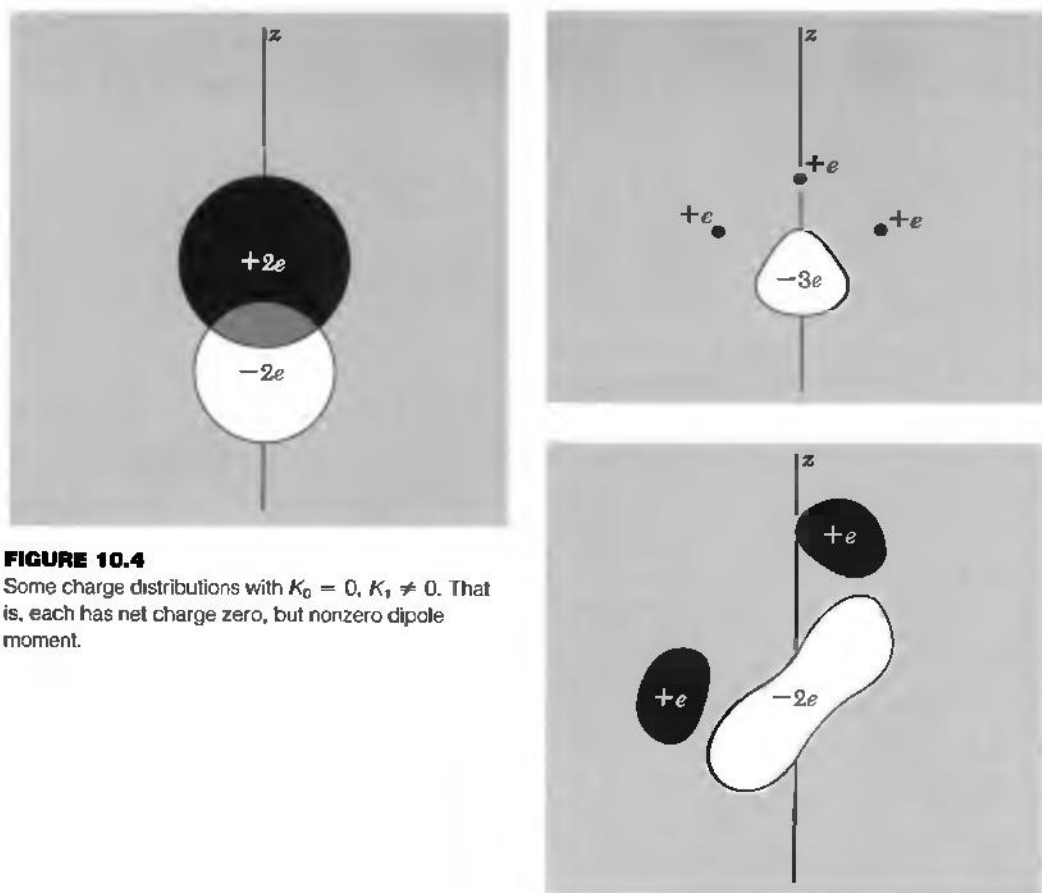 z
+2e
−2e
FIGURE 10.4
Some charge distributions with K₀ = 0, K₁ ≠ 0. That
is, each has net charge zero, but nonzero dipole
moment.
z
+e
+e
+e
−3e
z
+e
+e
−2e